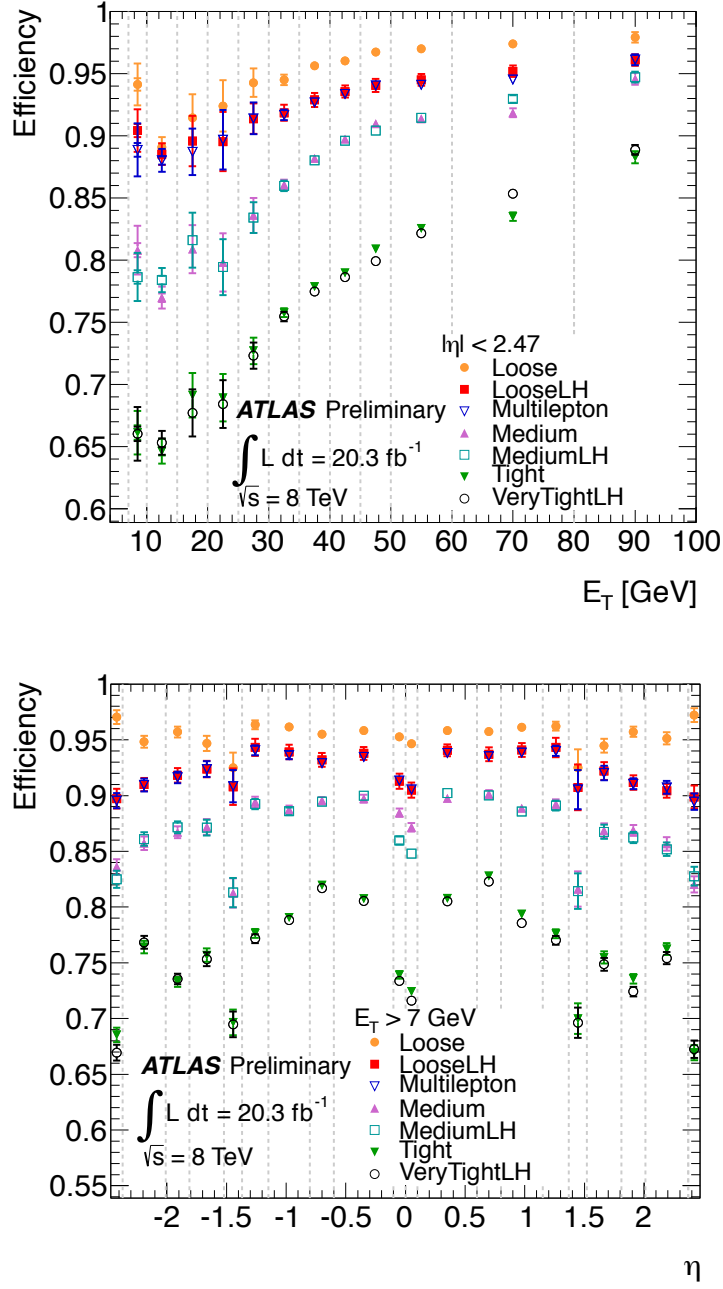 Efficiency
1
0.95
0.9
0.85
0.8
0.75
0.7
0.65
0.6
|η| < 2.47
Loose
LooseLH
Multilepton
Medium
MediumLH
Tight
VeryTightLH
ATLAS Preliminary
∫ L dt = 20.3 fb⁻¹
√s = 8 TeV
10 20 30 40 50 60 70 80 90 100
E_T [GeV]
Efficiency
1
0.95
0.9
0.85
0.8
0.75
0.7
0.65
0.6
0.55
E_T > 7 GeV
Loose
LooseLH
Multilepton
Medium
MediumLH
Tight
VeryTightLH
ATLAS Preliminary
∫ L dt = 20.3 fb⁻¹
√s = 8 TeV
-2 -1.5 -1 -0.5 0 0.5 1 1.5 2
η